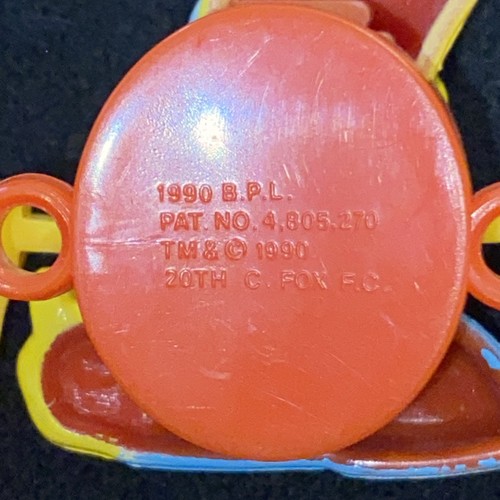 1990 B.P.L.
PAT. NO. 4,805,270
TM & © 1990
20TH C. FOX F.C.